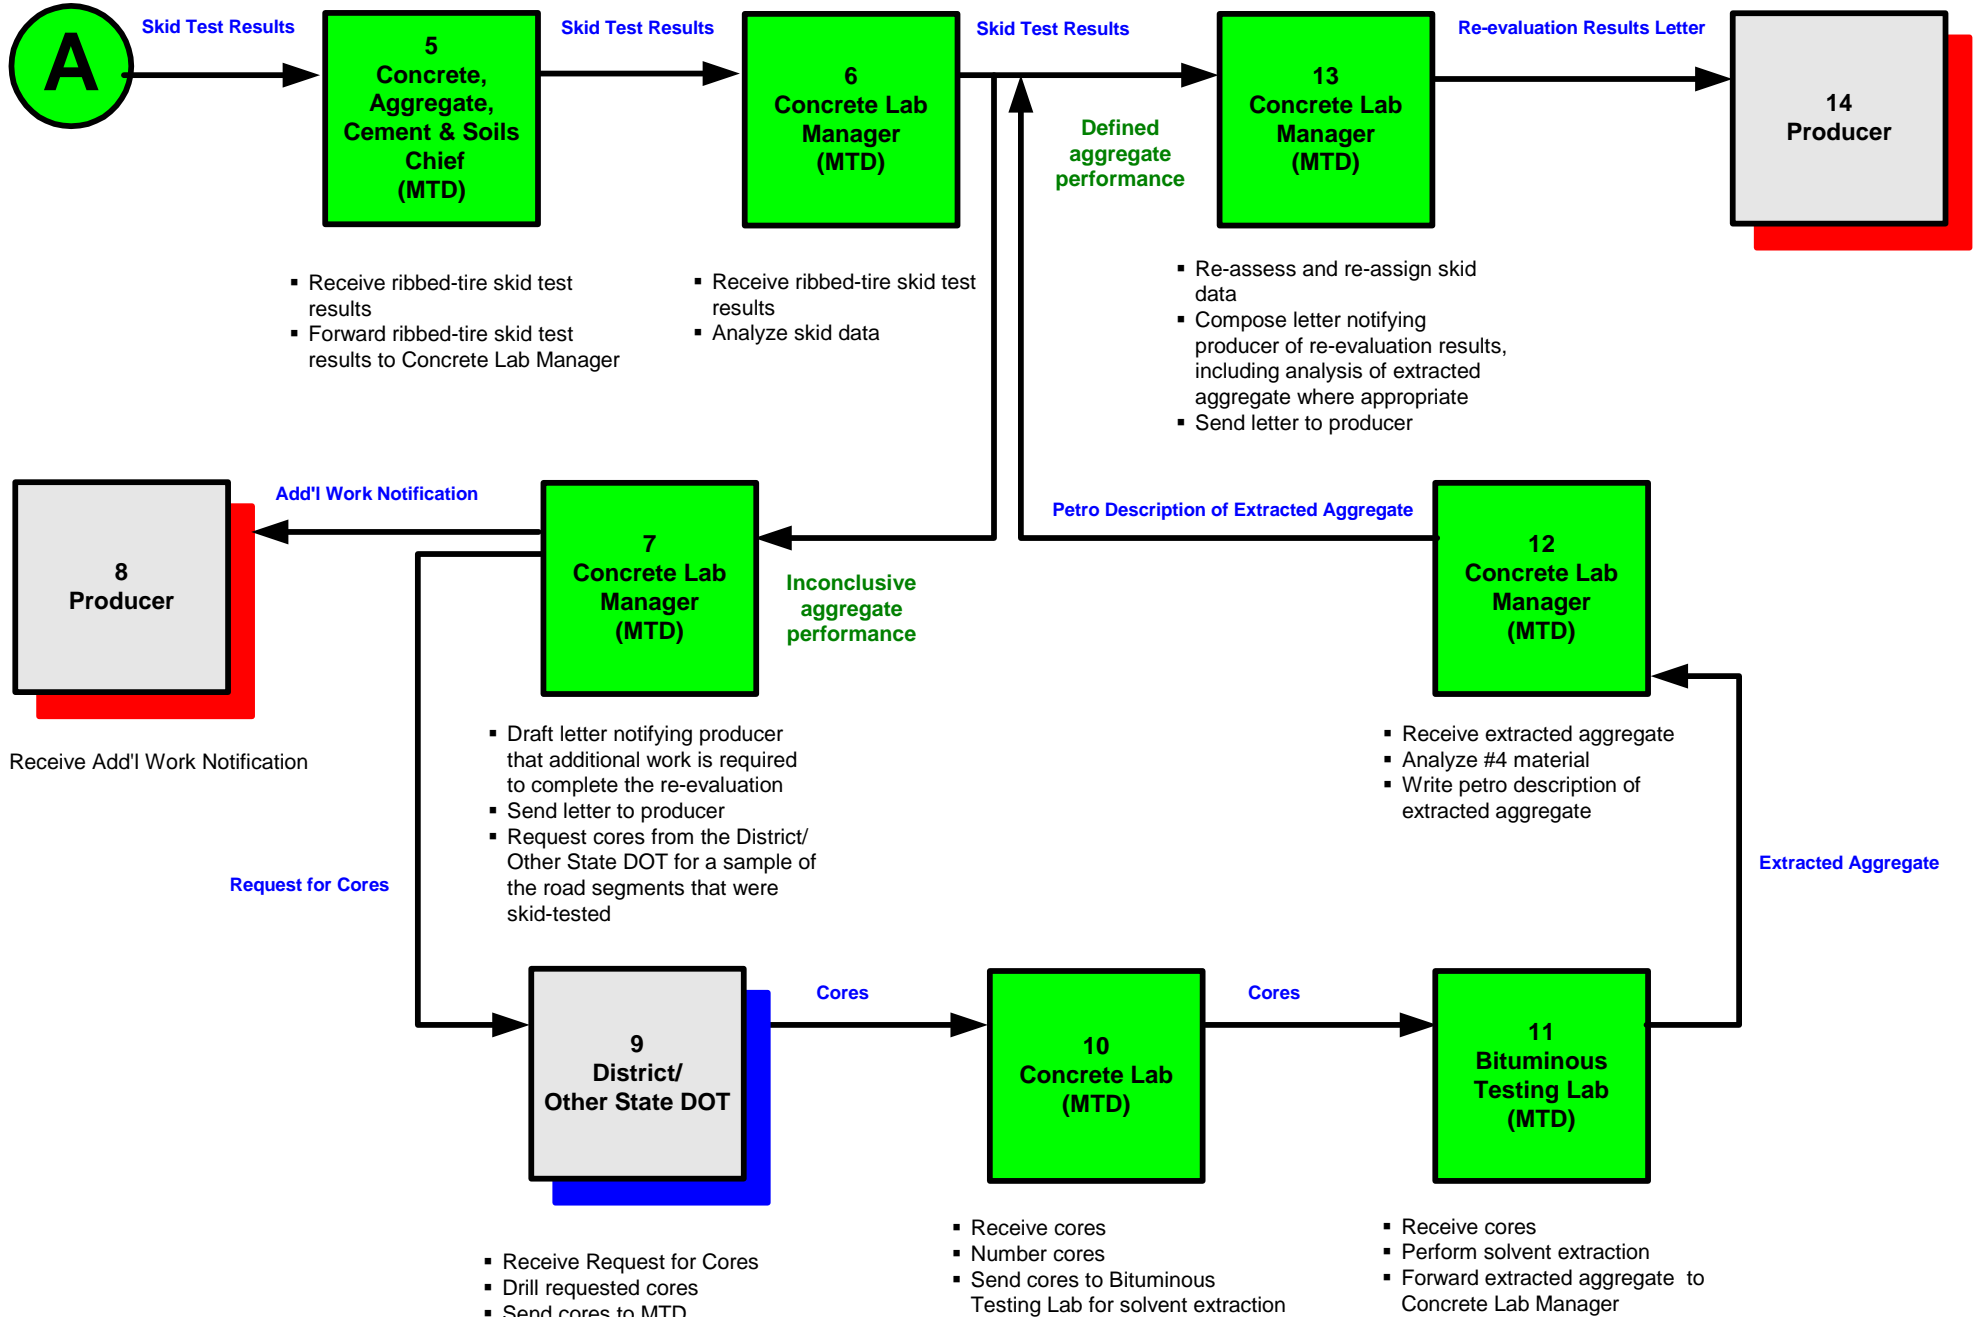 A
Skid Test Results
5
Concrete,
Aggregate,
Cement & Soils
Chief
(MTD)
Skid Test Results
6
Concrete Lab
Manager
(MTD)
Skid Test Results
Defined
aggregate
performance
13
Concrete Lab
Manager
(MTD)
Re-evaluation Results Letter
14
Producer
▪ Receive ribbed-tire skid test
results
▪ Forward ribbed-tire skid test
results to Concrete Lab Manager
▪ Receive ribbed-tire skid test
results
▪ Analyze skid data
▪ Re-assess and re-assign skid
data
▪ Compose letter notifying
producer of re-evaluation results,
including analysis of extracted
aggregate where appropriate
▪ Send letter to producer
8
Producer
Receive Add'l Work Notification
Add'l Work Notification
7
Concrete Lab
Manager
(MTD)
Inconclusive
aggregate
performance
Petro Description of Extracted Aggregate
12
Concrete Lab
Manager
(MTD)
▪ Draft letter notifying producer
that additional work is required
to complete the re-evaluation
▪ Send letter to producer
▪ Request cores from the District/
Other State DOT for a sample of
the road segments that were
skid-tested
▪ Receive extracted aggregate
▪ Analyze #4 material
▪ Write petro description of
extracted aggregate
Request for Cores
Extracted Aggregate
9
District/
Other State DOT
Cores
10
Concrete Lab
(MTD)
Cores
11
Bituminous
Testing Lab
(MTD)
▪ Receive Request for Cores
▪ Drill requested cores
▪ Send cores to MTD
▪ Receive cores
▪ Number cores
▪ Send cores to Bituminous
Testing Lab for solvent extraction
▪ Receive cores
▪ Perform solvent extraction
▪ Forward extracted aggregate to
Concrete Lab Manager